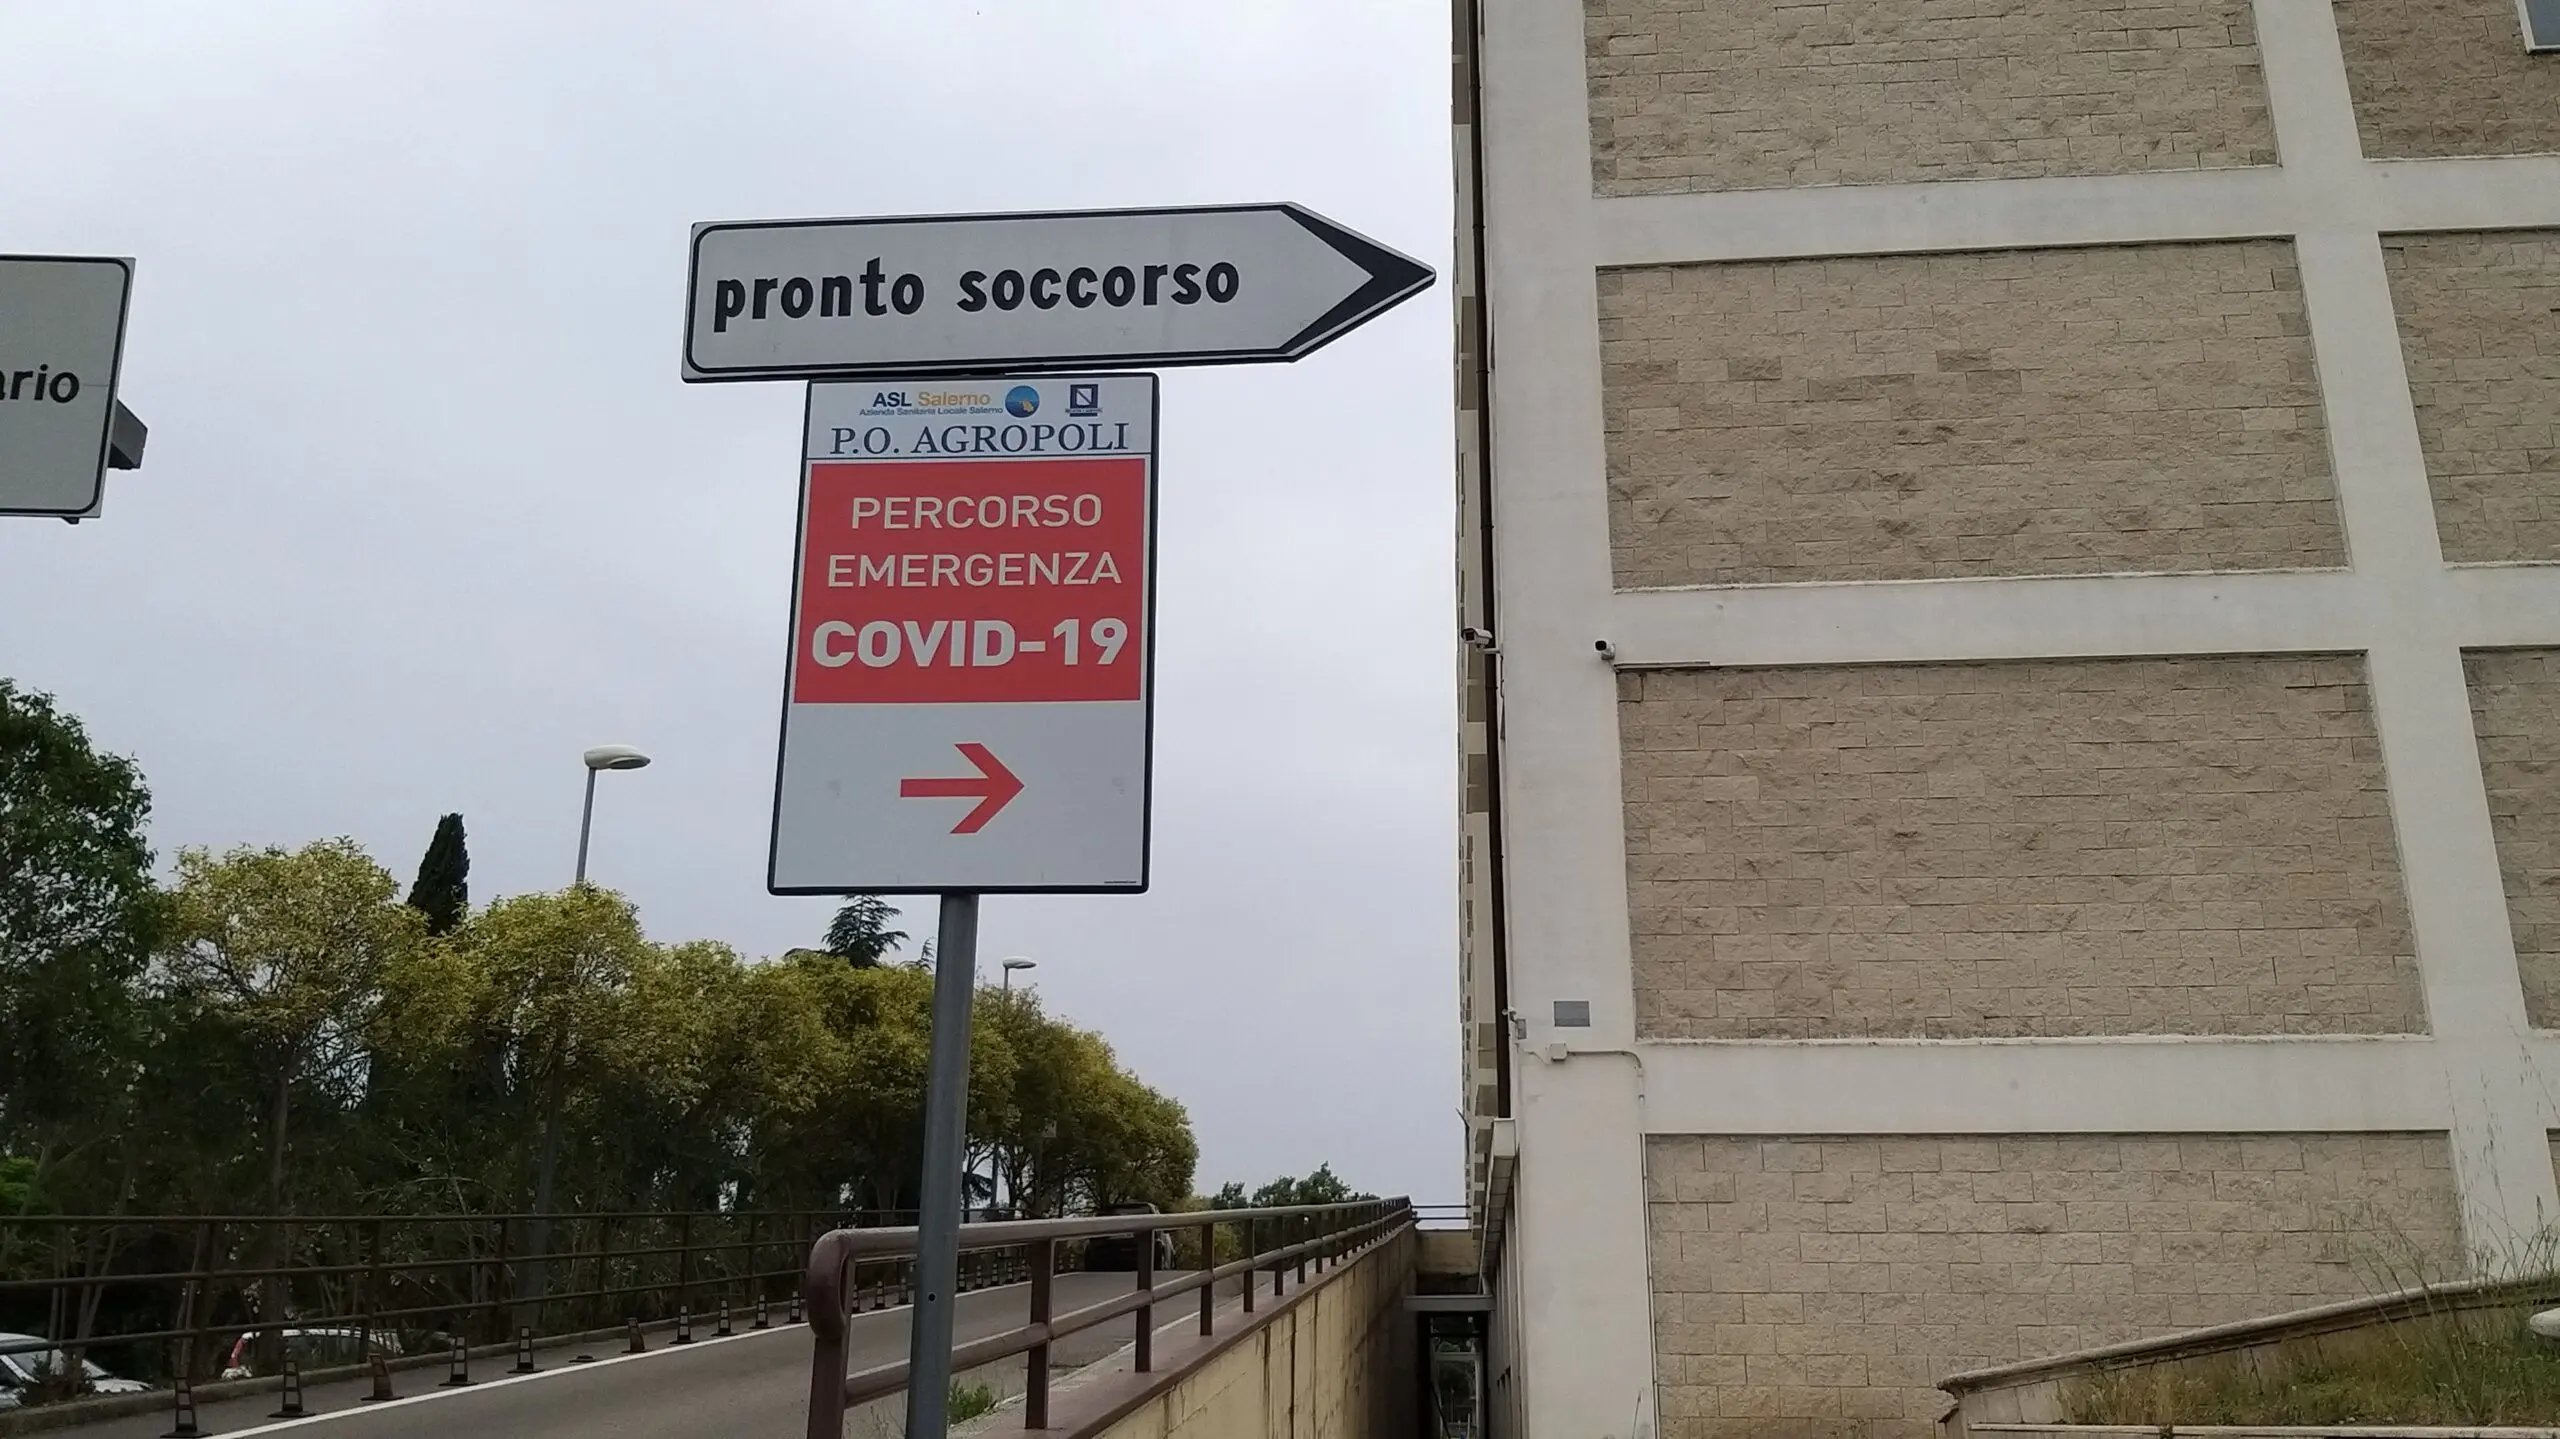 pronto soccorso
ario
ASL Salerno
Azienda Sanitaria Locale Salerno
P.O. AGROPOLI
PERCORSO
EMERGENZA
COVID-19